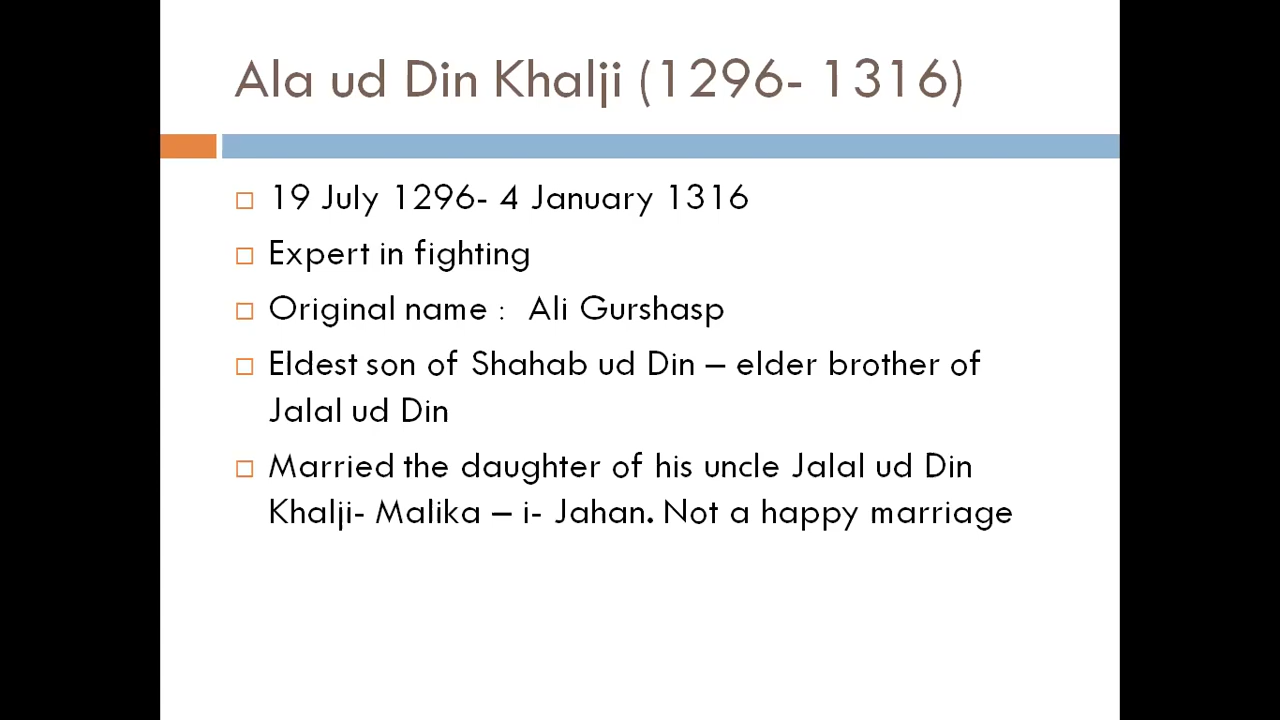 Ala ud Din Khalji (1296- 1316)
19 July 1296- 4 January 1316
Expert in fighting
Original name : Ali Gurshasp
Eldest son of Shahab ud Din – elder brother of
Jalal ud Din
Married the daughter of his uncle Jalal ud Din
Khalji- Malika – i- Jahan. Not a happy marriage